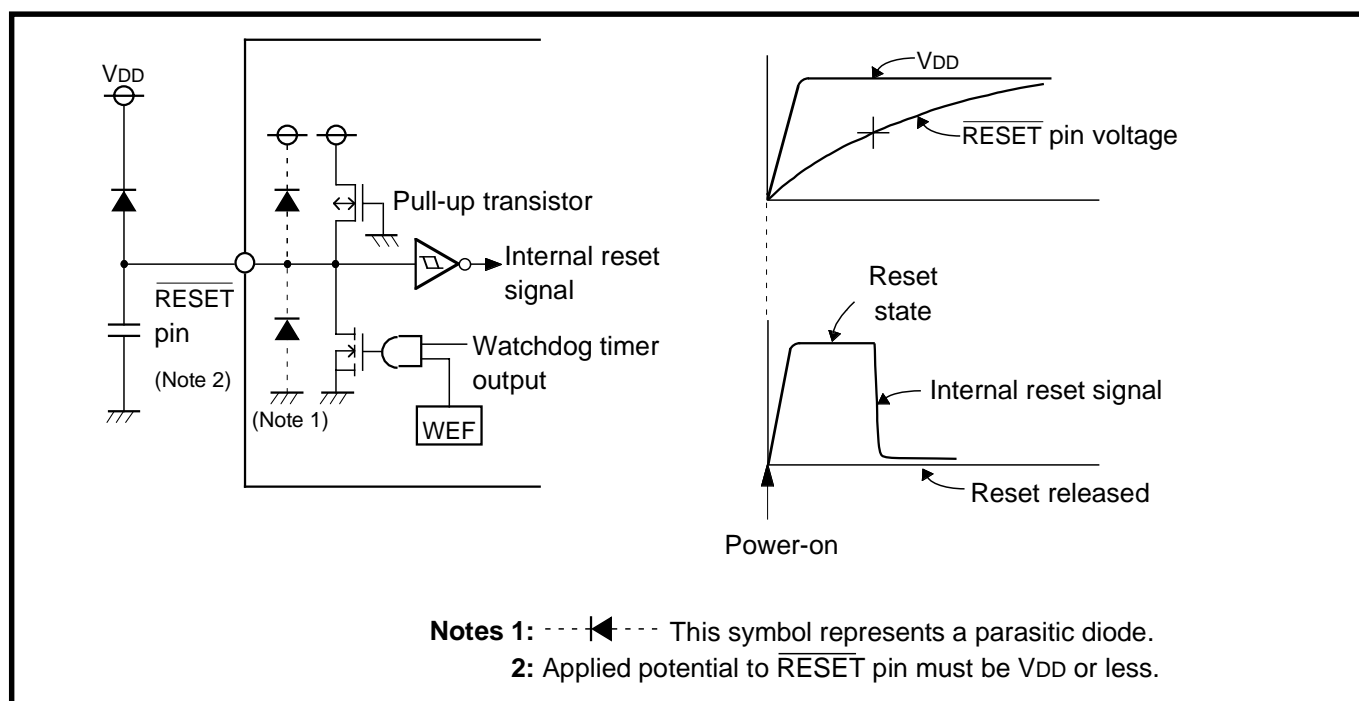 VDD
Pull-up transistor
Internal reset
signal
RESET
pin
(Note 2)
(Note 1)
Watchdog timer
output
WEF
VDD
RESET pin voltage
Reset
state
Internal reset signal
Reset released
Power-on
Notes 1: This symbol represents a parasitic diode.
2: Applied potential to RESET pin must be VDD or less.